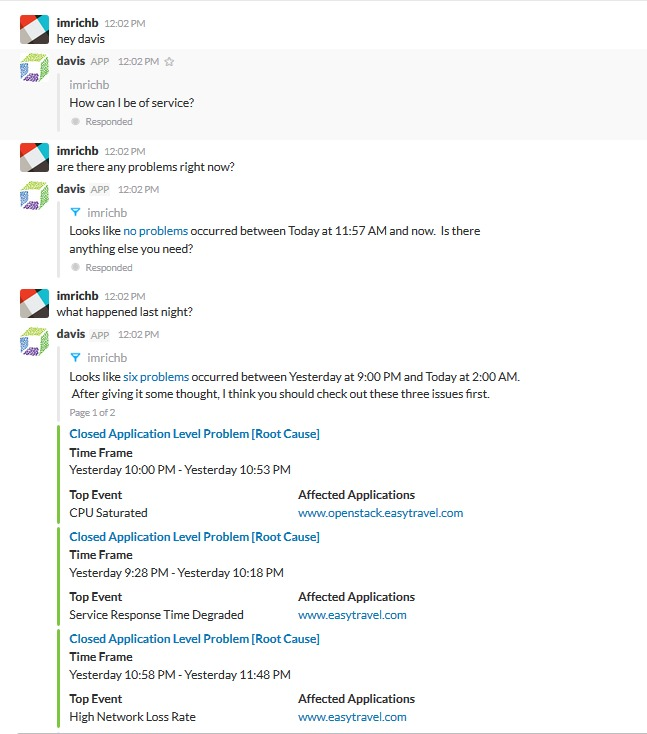 imrichb 12:02 PM
hey davis
davis APP 12:02 PM
imrichb
How can I be of service?
Responded
imrichb 12:02 PM
are there any problems right now?
davis APP 12:02 PM
imrichb
Looks like no problems occurred between Today at 11:57 AM and now. Is there
anything else you need?
Responded
imrichb 12:02 PM
what happened last night?
davis APP 12:02 PM
imrichb
Looks like six problems occurred between Yesterday at 9:00 PM and Today at 2:00 AM.
After giving it some thought, I think you should check out these three issues first.
Page 1 of 2
Closed Application Level Problem [Root Cause]
Time Frame
Yesterday 10:00 PM - Yesterday 10:53 PM
Top Event Affected Applications
CPU Saturated www.openstack.easytravel.com
Closed Application Level Problem [Root Cause]
Time Frame
Yesterday 9:28 PM - Yesterday 10:18 PM
Top Event Affected Applications
Service Response Time Degraded www.easytravel.com
Closed Application Level Problem [Root Cause]
Time Frame
Yesterday 10:58 PM - Yesterday 11:48 PM
Top Event Affected Applications
High Network Loss Rate www.easytravel.com